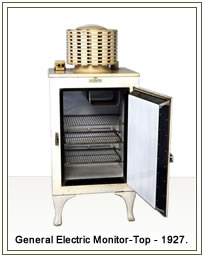 General Electric Monitor-Top - 1927.